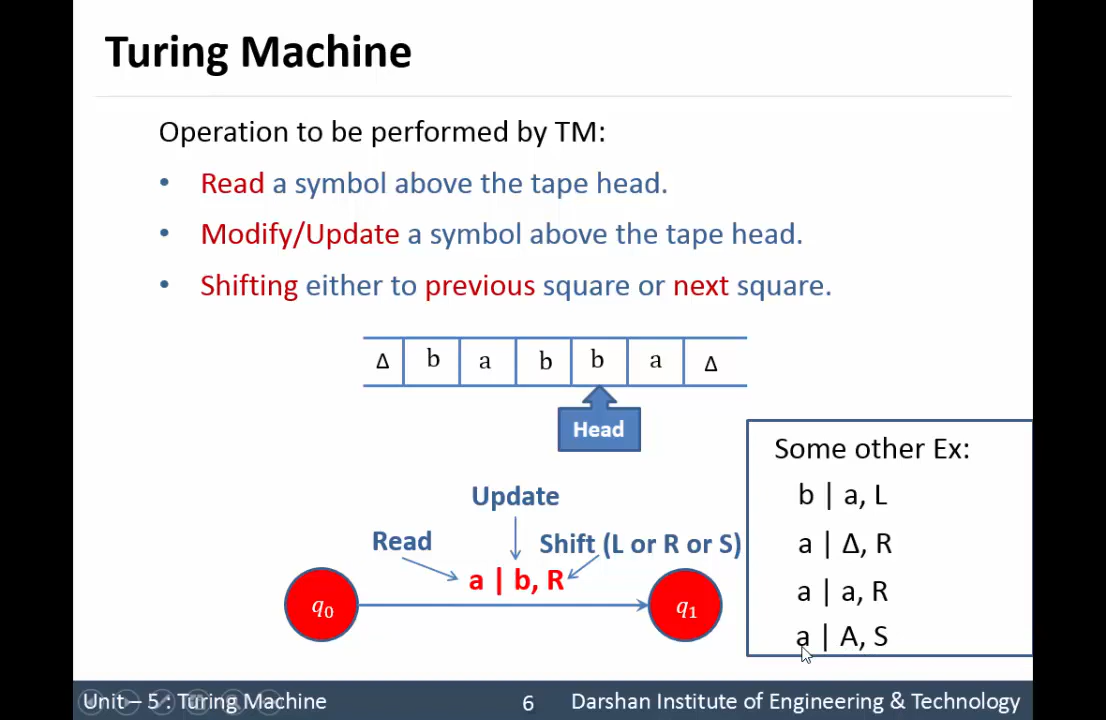 Turing Machine
Operation to be performed by TM:
• Read a symbol above the tape head.
• Modify/Update a symbol above the tape head.
• Shifting either to previous square or next square.
Δ b a b b a Δ
Head
Some other Ex:
b | a, L
a | Δ, R
a | a, R
a | A, S
Update
Read
Shift (L or R or S)
a | b, R
q₀
q₁
Unit – 5 : Turing Machine
6
Darshan Institute of Engineering & Technology